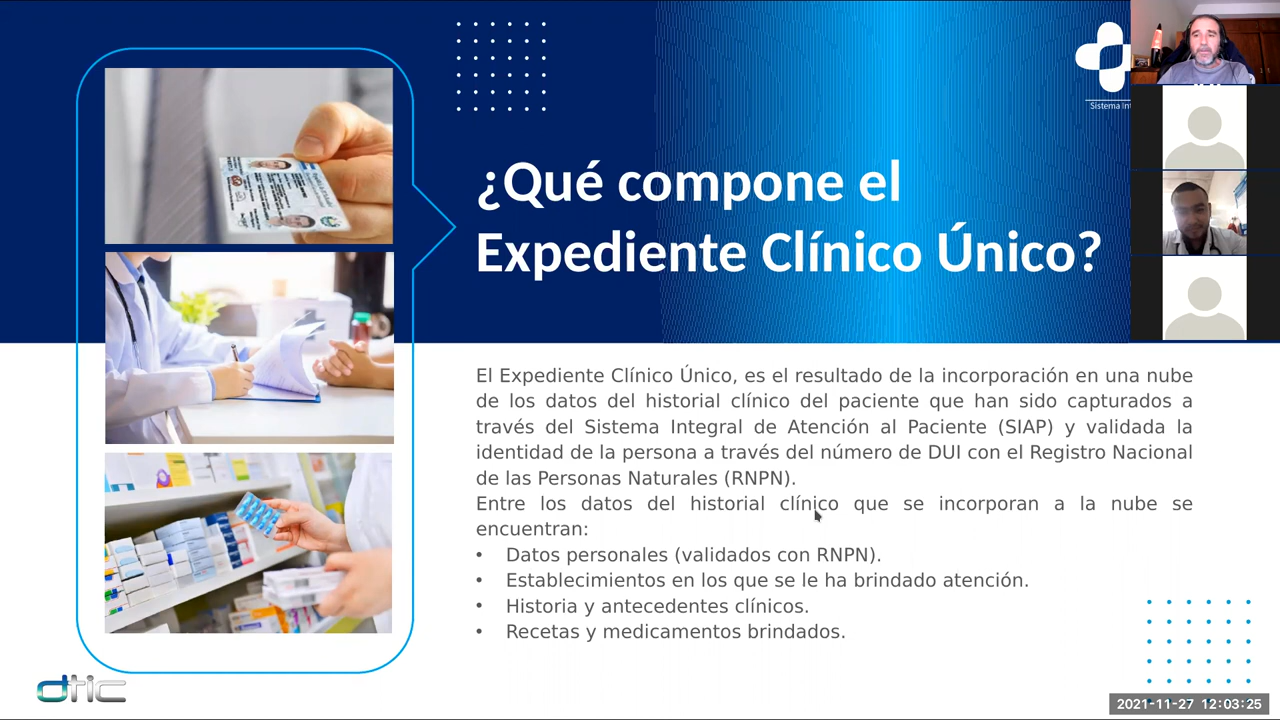 ¿Qué compone el
Expediente Clínico Único?
Sistema Int
El Expediente Clínico Único, es el resultado de la incorporación en una nube
de los datos del historial clínico del paciente que han sido capturados a
través del Sistema Integral de Atención al Paciente (SIAP) y validada la
identidad de la persona a través del número de DUI con el Registro Nacional
de las Personas Naturales (RNPN).
Entre los datos del historial clínico que se incorporan a la nube se
encuentran:
• Datos personales (validados con RNPN).
• Establecimientos en los que se le ha brindado atención.
• Historia y antecedentes clínicos.
• Recetas y medicamentos brindados.
dtic
2021-11-27 12:03:25